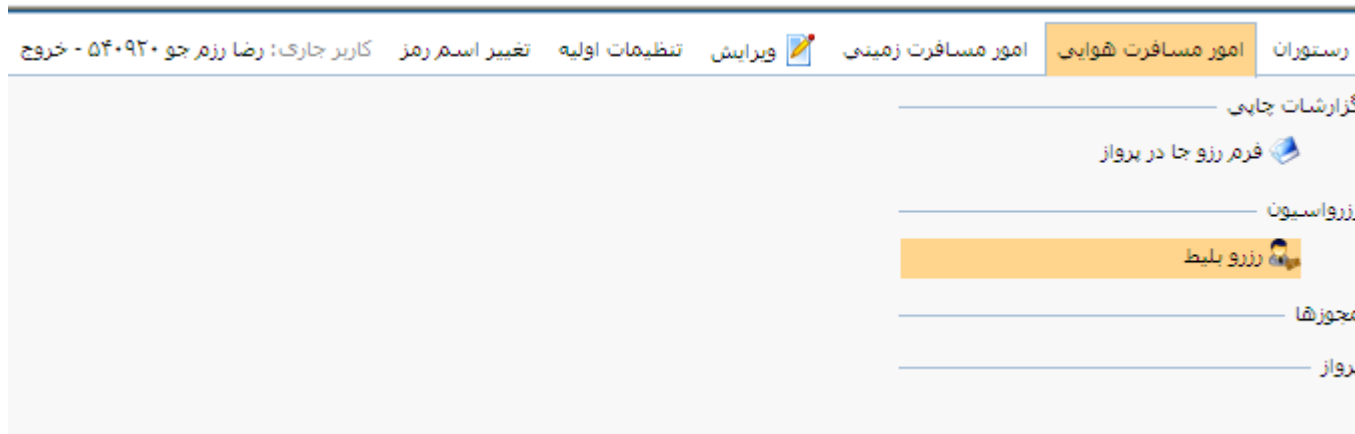 رستوران امور مسافرت هوایی امور مسافرت زمینی ویرایش تنظیمات اولیه تغییر اسم رمز کاربر جاری: رضا رزم جو ۵۴۰۹۲۰ - خروج
گزارشات چاپی
فرم رزو جا در پرواز
رزرواسیون
رزرو بلیط
مجوزها
پرواز